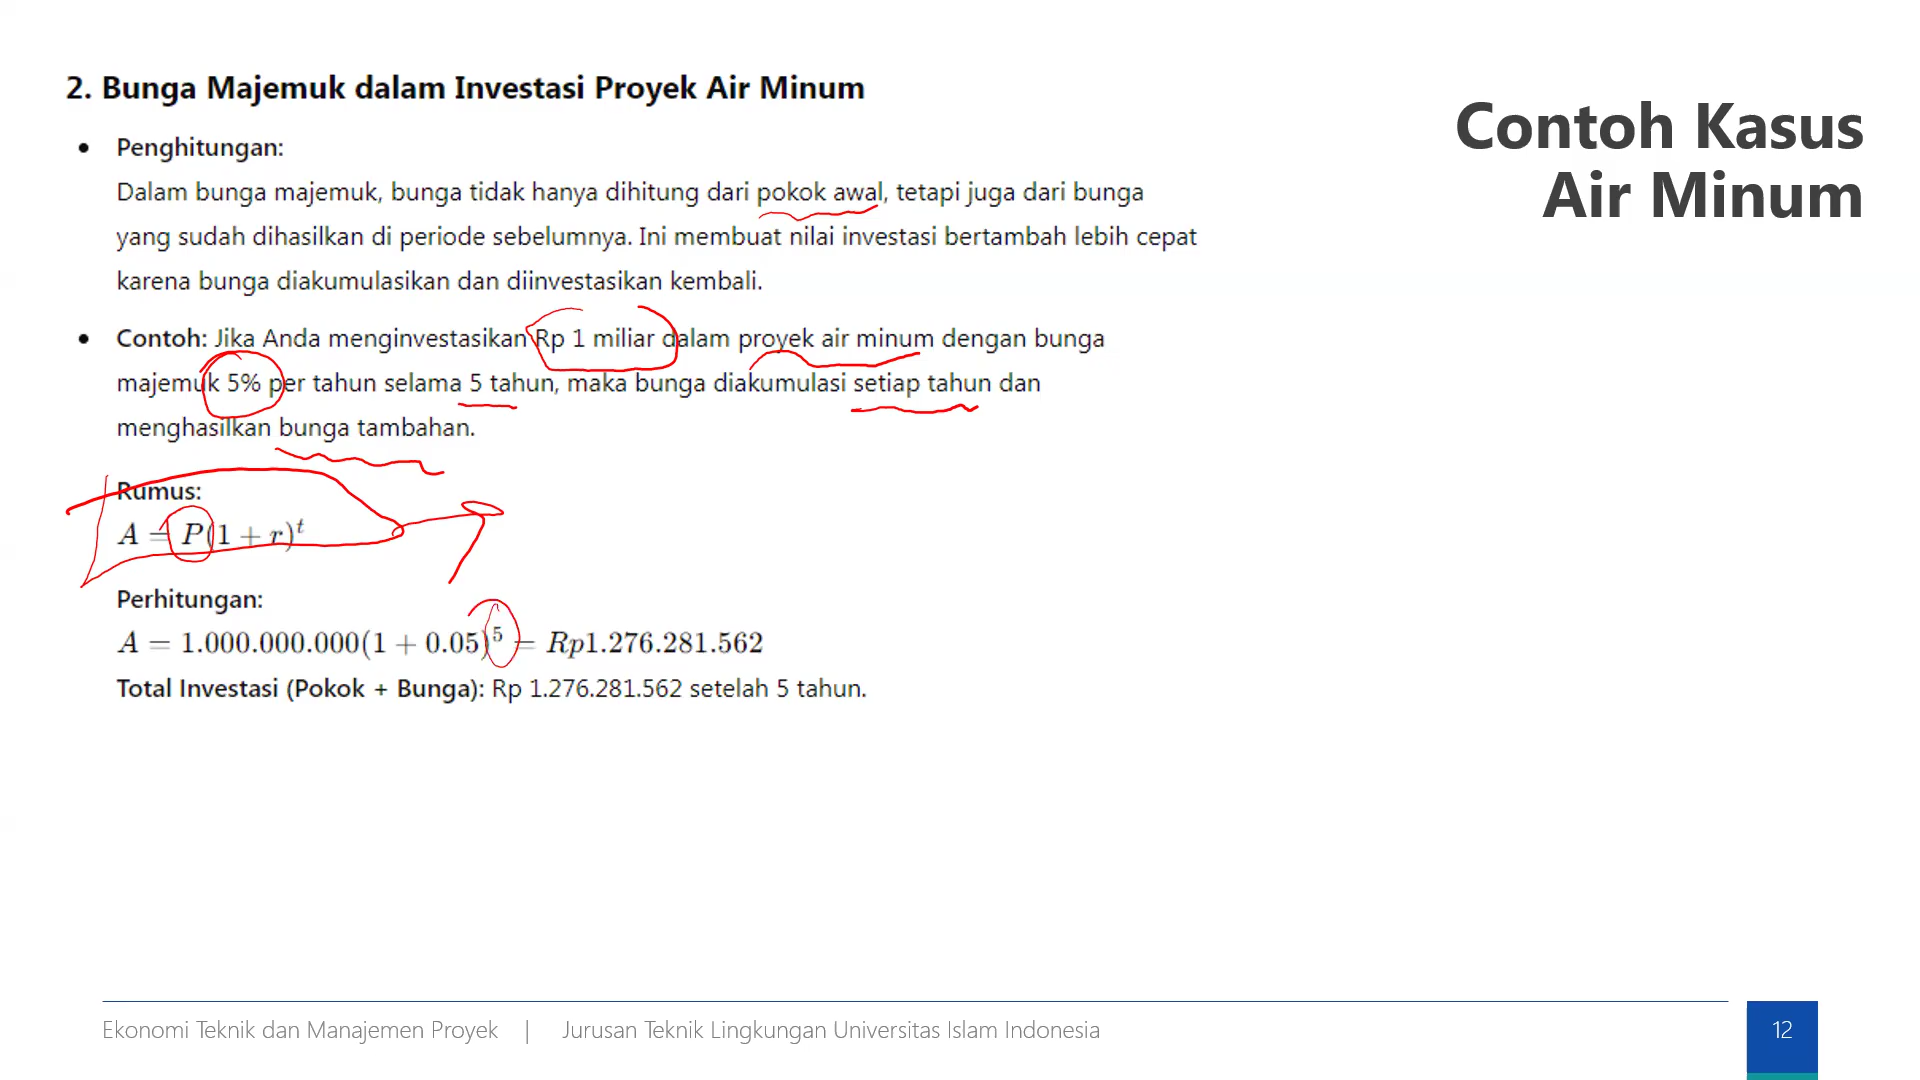 2. Bunga Majemuk dalam Investasi Proyek Air Minum
Contoh Kasus
Air Minum
• Penghitungan:
Dalam bunga majemuk, bunga tidak hanya dihitung dari pokok awal, tetapi juga dari bunga
yang sudah dihasilkan di periode sebelumnya. Ini membuat nilai investasi bertambah lebih cepat
karena bunga diakumulasikan dan diinvestasikan kembali.
• Contoh: Jika Anda menginvestasikan Rp 1 miliar dalam proyek air minum dengan bunga
majemuk 5% per tahun selama 5 tahun, maka bunga diakumulasi setiap tahun dan
menghasilkan bunga tambahan.
Rumus:
A = P(1 + r)^t
Perhitungan:
A = 1.000.000.000(1 + 0.05)^5 = Rp1.276.281.562
Total Investasi (Pokok + Bunga): Rp 1.276.281.562 setelah 5 tahun.
Ekonomi Teknik dan Manajemen Proyek | Jurusan Teknik Lingkungan Universitas Islam Indonesia
12